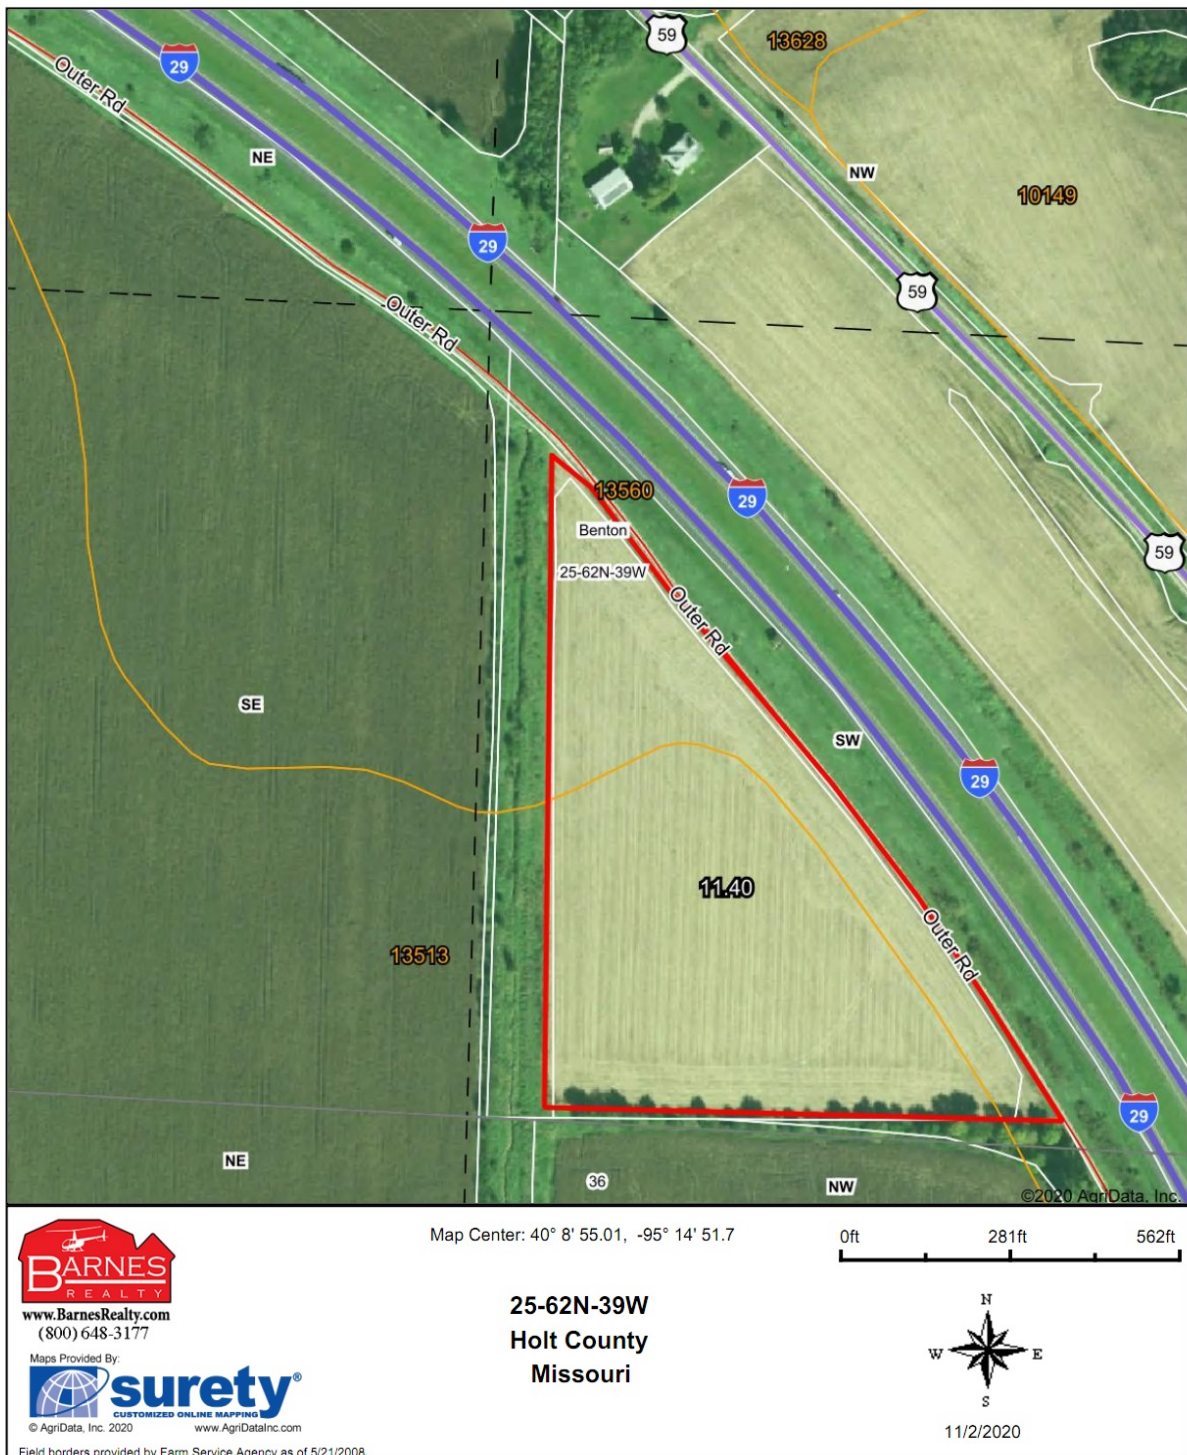 59
13628
29
Outer Rd
NE
NW
10149
29
59
Outer Rd
13560
29
59
Benton
25-62N-39W
Outer Rd
SE
SW
29
11.40
Outer Rd
13513
29
NE
36
NW
©2020 AgriData, Inc.
BARNES
REALTY
www.BarnesRealty.com
(800) 648-3177
Maps Provided By:
surety®
CUSTOMIZED ONLINE MAPPING
© AgriData, Inc. 2020 www.AgriDataInc.com
Field borders provided by Farm Service Agency as of 5/21/2008.
Map Center: 40° 8' 55.01, -95° 14' 51.7
25-62N-39W
Holt County
Missouri
0ft 281ft 562ft
N
W E
S
11/2/2020